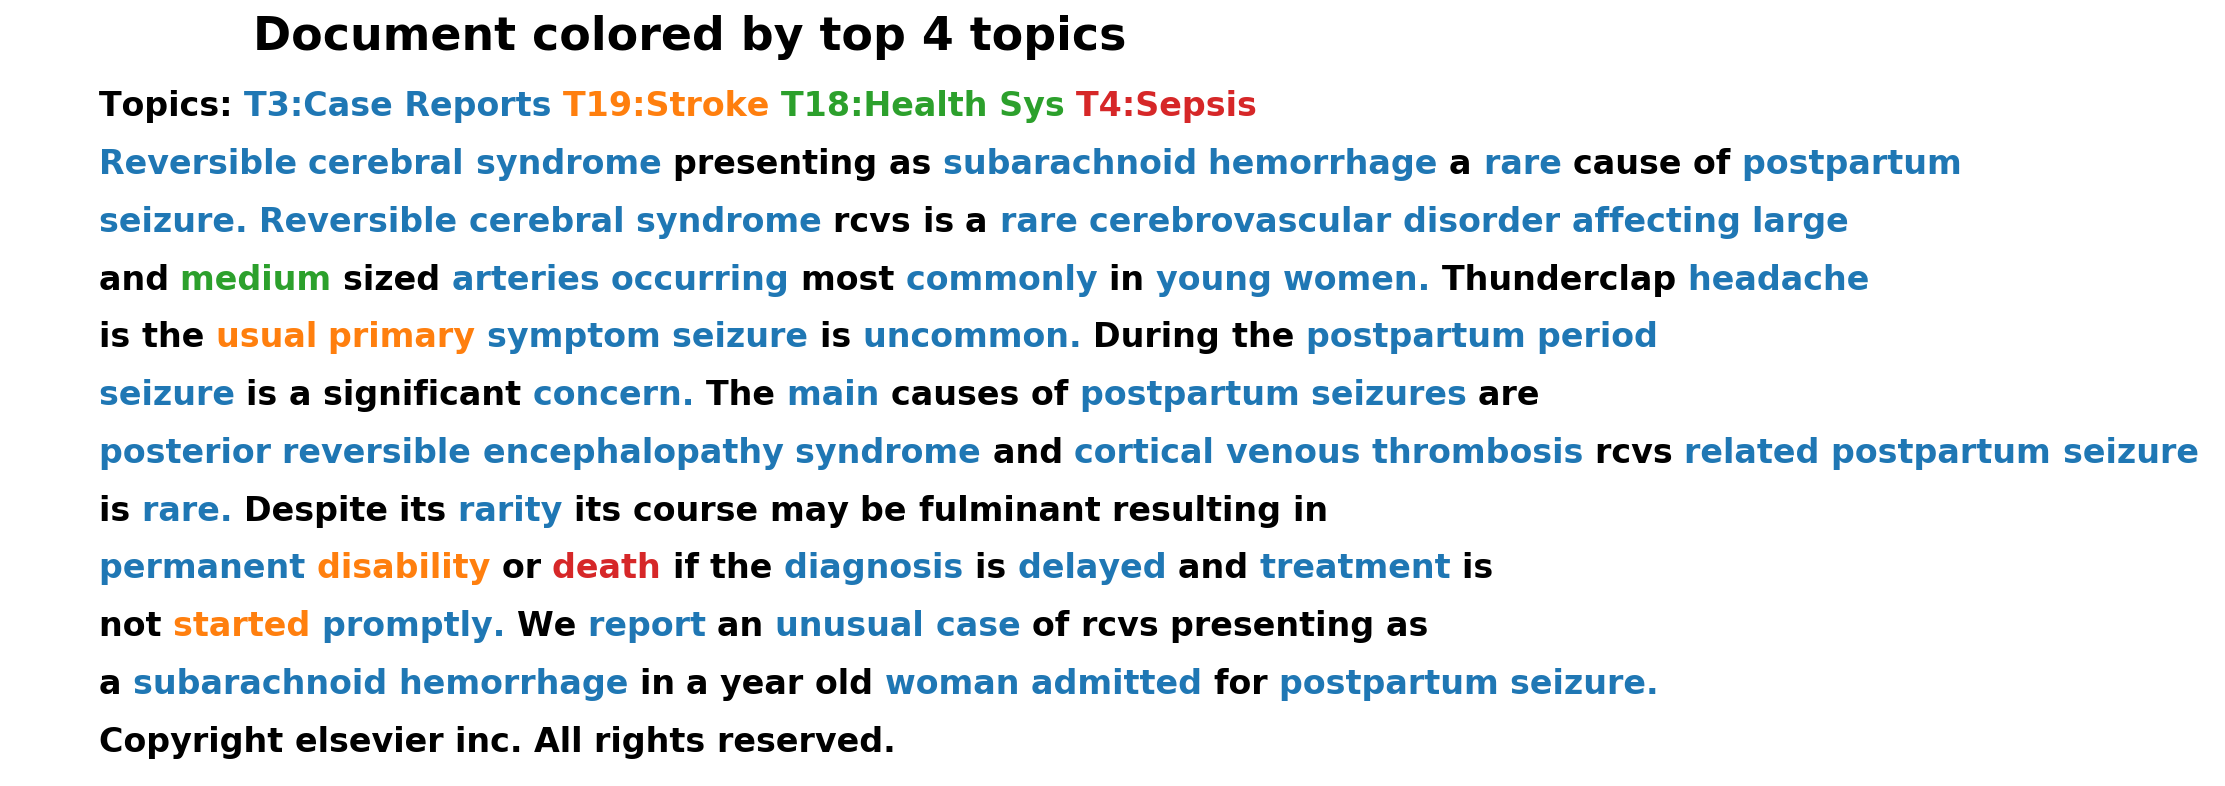 Document colored by top 4 topics
Topics: T3:Case Reports T19:Stroke T18:Health Sys T4:Sepsis
Reversible cerebral syndrome presenting as subarachnoid hemorrhage a rare cause of postpartum
seizure. Reversible cerebral syndrome rcvs is a rare cerebrovascular disorder affecting large
and medium sized arteries occurring most commonly in young women. Thunderclap headache
is the usual primary symptom seizure is uncommon. During the postpartum period
seizure is a significant concern. The main causes of postpartum seizures are
posterior reversible encephalopathy syndrome and cortical venous thrombosis rcvs related postpartum seizure
is rare. Despite its rarity its course may be fulminant resulting in
permanent disability or death if the diagnosis is delayed and treatment is
not started promptly. We report an unusual case of rcvs presenting as
a subarachnoid hemorrhage in a year old woman admitted for postpartum seizure.
Copyright elsevier inc. All rights reserved.